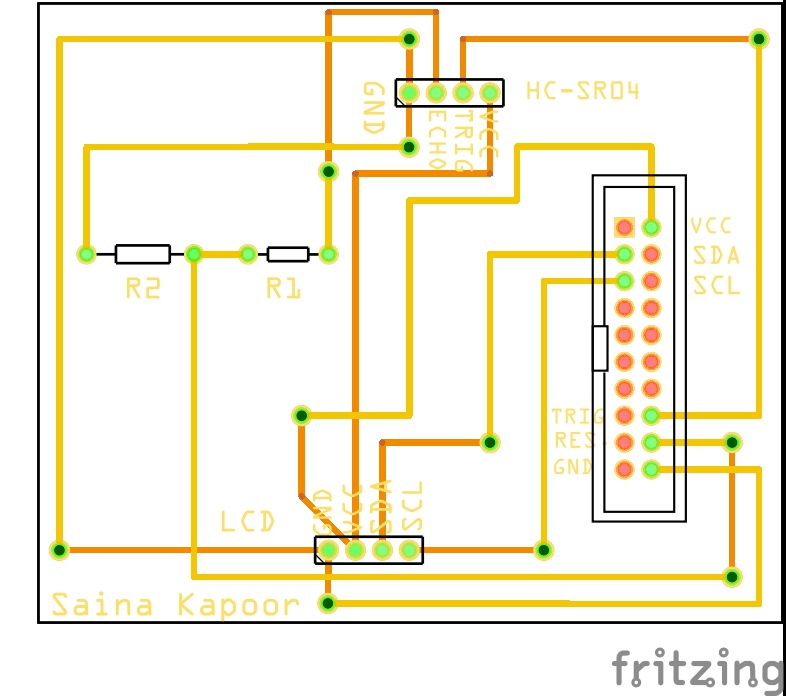 HC-SR04
GND
ECHO
TRIG
VCC
VCC
SDA
SCL
R2
R1
TRIG
RES.
GND
LCD
GND
VCC
SDA
SCL
Saina Kapoor
fritzing